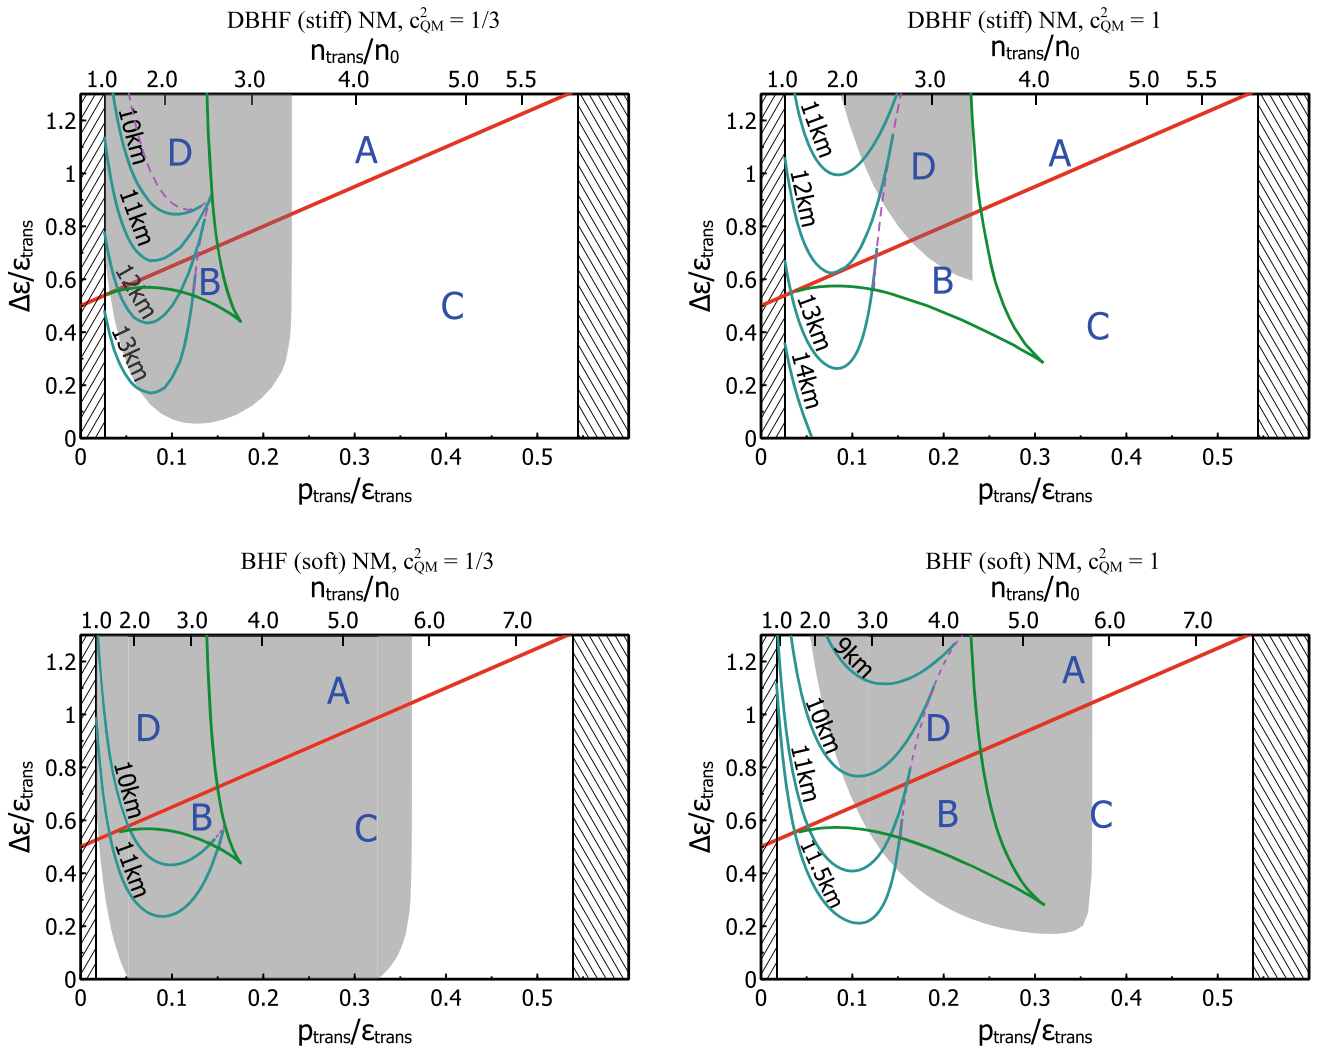 DBHF (stiff) NM, c²QM = 1/3
ntrans/n0
1.0 2.0 3.0 4.0 5.0 5.5
Δε/εtrans
1.2
1
0.8
0.6
0.4
0.2
0
10km
11km
12km
13km
D
A
B
C
0 0.1 0.2 0.3 0.4 0.5
ptrans/εtrans
DBHF (stiff) NM, c²QM = 1
ntrans/n0
1.0 2.0 3.0 4.0 5.0 5.5
Δε/εtrans
1.2
1
0.8
0.6
0.4
0.2
0
11km
12km
13km
14km
D
A
B
C
0 0.1 0.2 0.3 0.4 0.5
ptrans/εtrans
BHF (soft) NM, c²QM = 1/3
ntrans/n0
1.0 2.0 3.0 4.0 5.0 6.0 7.0
Δε/εtrans
1.2
1
0.8
0.6
0.4
0.2
0
10km
11km
A
D
B
C
0 0.1 0.2 0.3 0.4 0.5
ptrans/εtrans
BHF (soft) NM, c²QM = 1
ntrans/n0
1.0 2.0 3.0 4.0 5.0 6.0 7.0
Δε/εtrans
1.2
1
0.8
0.6
0.4
0.2
0
9km
10km
11km
11.5km
A
D
B
C
0 0.1 0.2 0.3 0.4 0.5
ptrans/εtrans